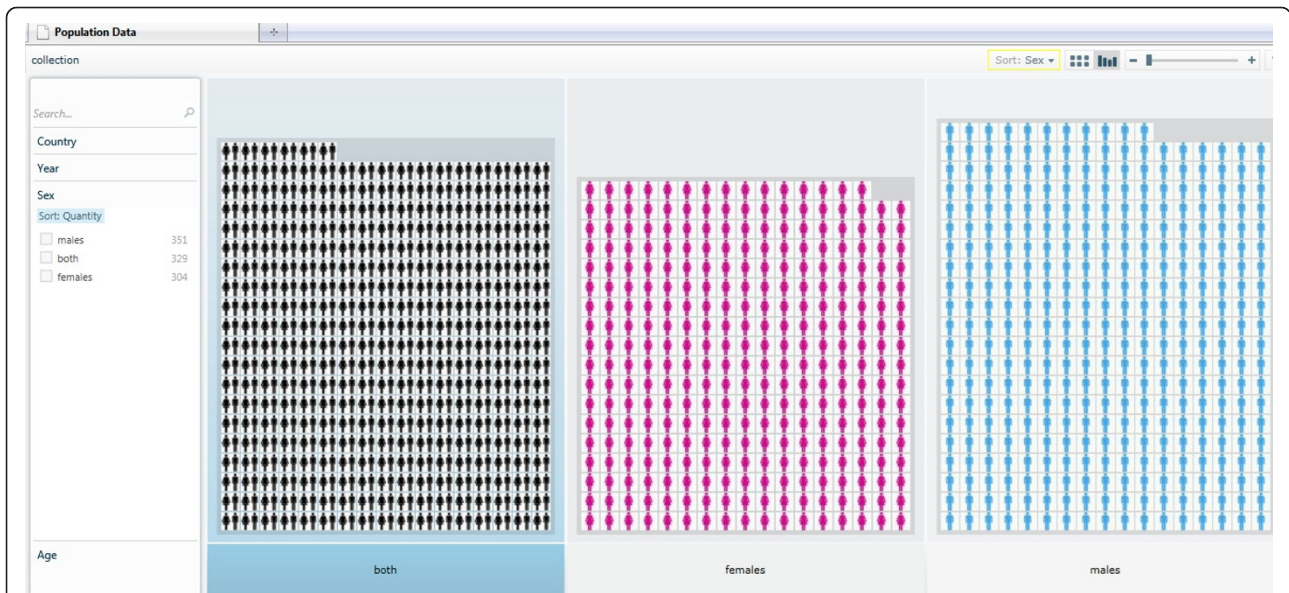 Population Data
collection
Sort: Sex
Search...
Country
Year
Sex
Sort: Quantity
males 351
both 329
females 304
Age
both
females
males